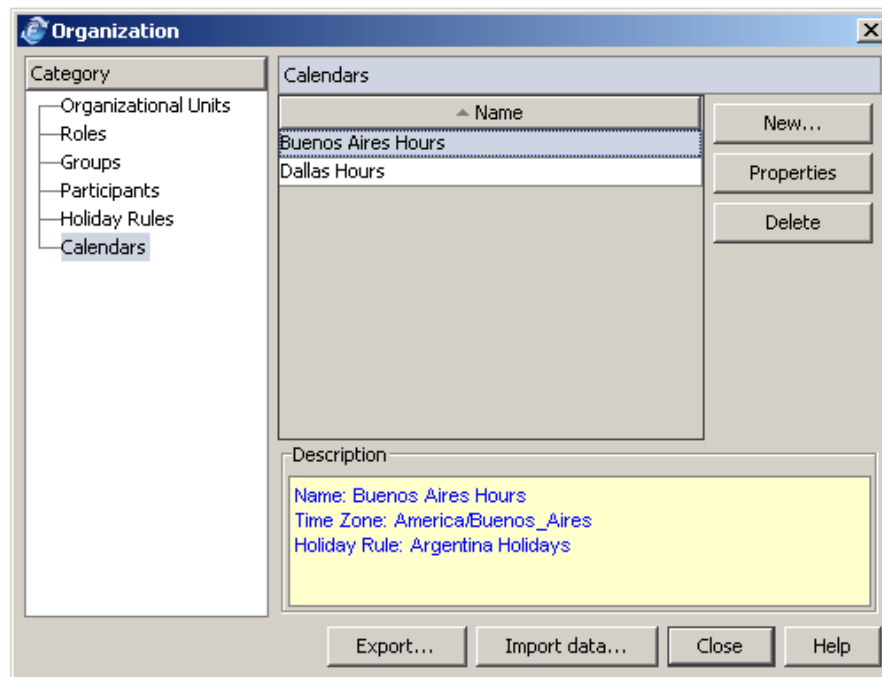 Organization
Category
Organizational Units
Roles
Groups
Participants
Holiday Rules
Calendars
Calendars
Name
Buenos Aires Hours
Dallas Hours
New...
Properties
Delete
Description
Name: Buenos Aires Hours
Time Zone: America/Buenos_Aires
Holiday Rule: Argentina Holidays
Export...
Import data...
Close
Help